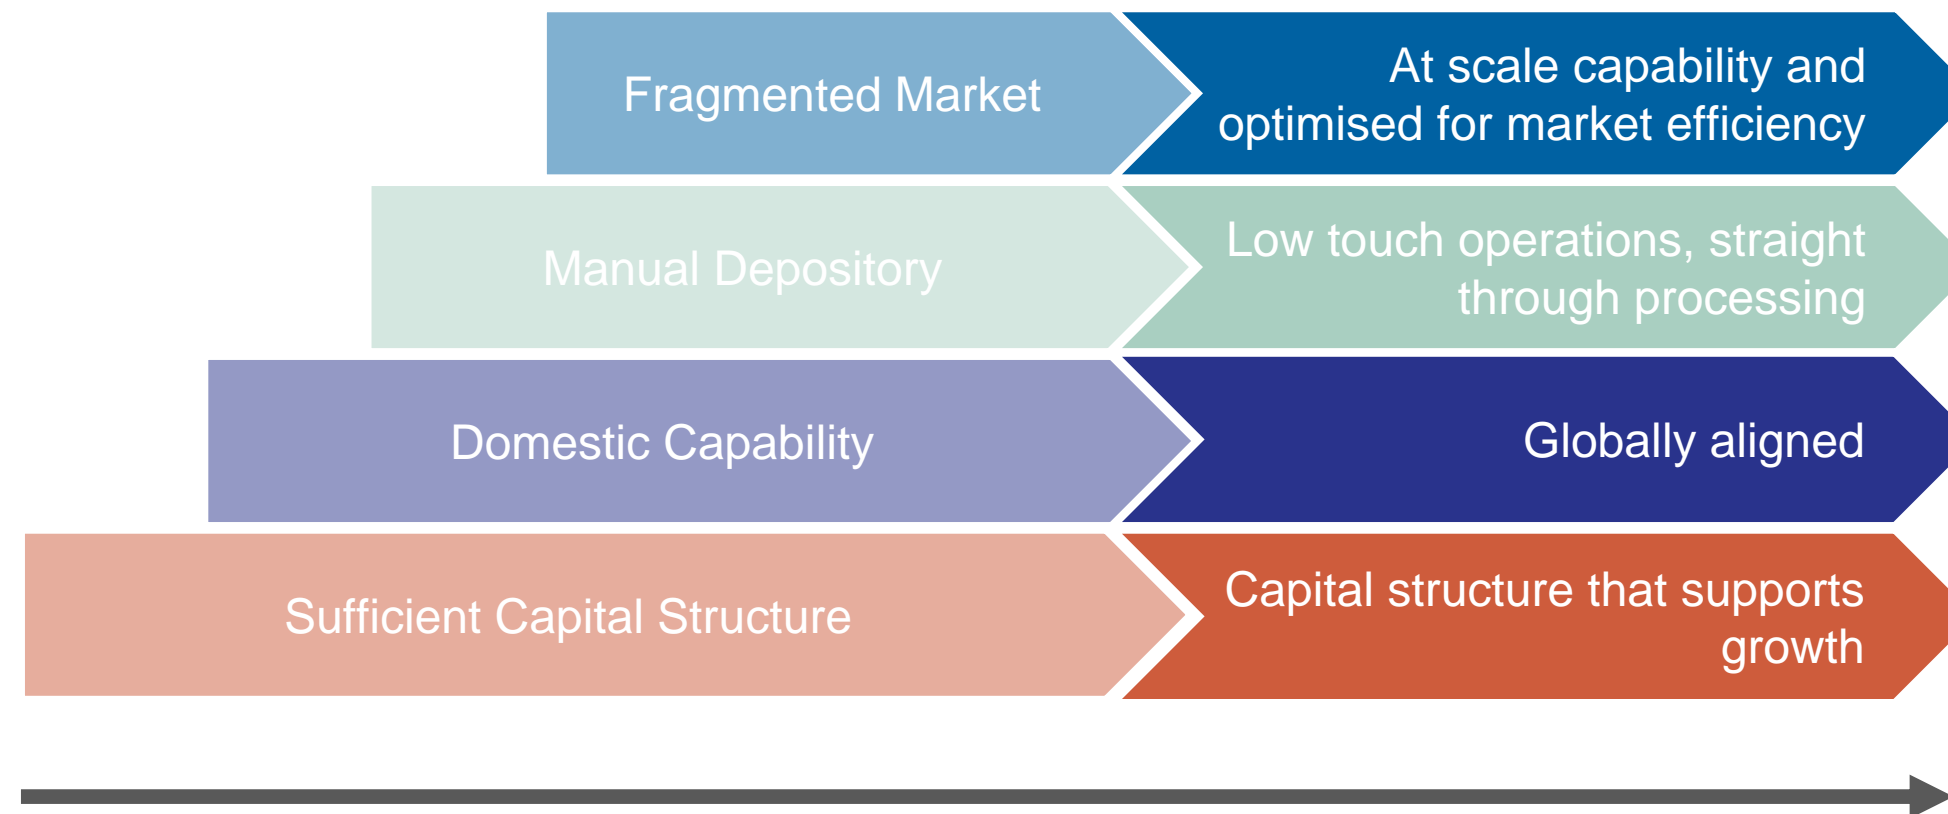 Fragmented Market
At scale capability and
optimised for market efficiency
Manual Depository
Low touch operations, straight
through processing
Domestic Capability
Globally aligned
Sufficient Capital Structure
Capital structure that supports
growth